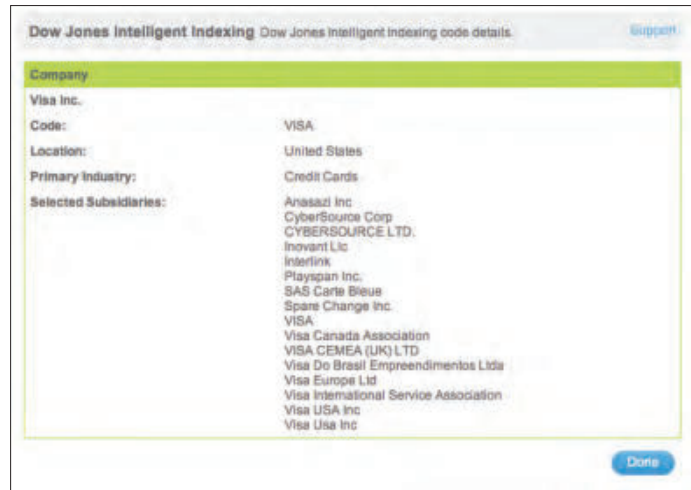 Dow Jones Intelligent Indexing Dow Jones Intelligent Indexing code details. Support
Company
Visa Inc.
Code: VISA
Location: United States
Primary Industry: Credit Cards
Selected Subsidiaries: Anasazi Inc
CyberSource Corp
CYBERSOURCE LTD.
Inovant Llc
Interlink
Playspan Inc.
SAS Carte Bleue
Spare Change Inc.
VISA
Visa Canada Association
VISA CEMEA (UK) LTD
Visa Do Brasil Empreendimentos Ltda
Visa Europe Ltd
Visa International Service Association
Visa USA Inc
Visa Usa Inc
Done